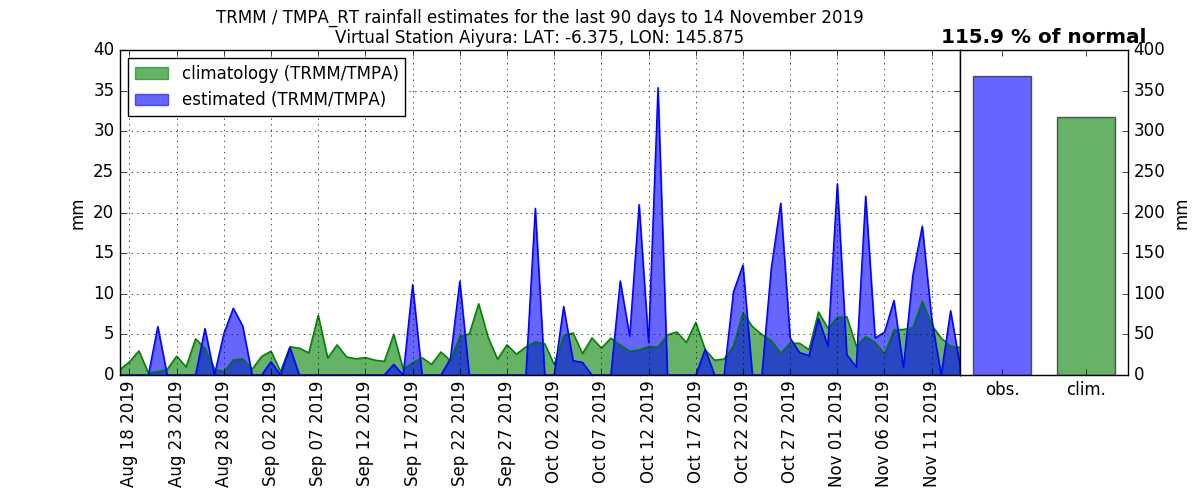 TRMM / TMPA_RT rainfall estimates for the last 90 days to 14 November 2019
Virtual Station Aiyura: LAT: -6.375, LON: 145.875
115.9 % of normal
climatology (TRMM/TMPA)
estimated (TRMM/TMPA)
40
35
30
25
20
15
10
5
0
mm
400
350
300
250
200
150
100
50
0
mm
Aug 18 2019
Aug 23 2019
Aug 28 2019
Sep 02 2019
Sep 07 2019
Sep 12 2019
Sep 17 2019
Sep 22 2019
Sep 27 2019
Oct 02 2019
Oct 07 2019
Oct 12 2019
Oct 17 2019
Oct 22 2019
Oct 27 2019
Nov 01 2019
Nov 06 2019
Nov 11 2019
obs.
clim.